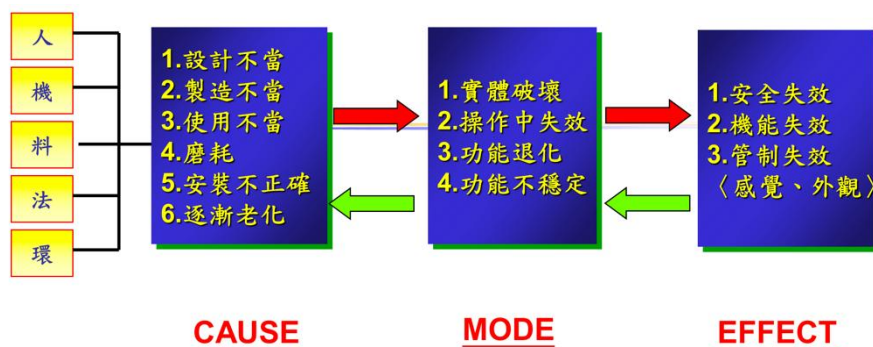 人
機
料
法
環
1.設計不當
2.製造不當
3.使用不當
4.磨耗
5.安裝不正確
6.逐漸老化
1.實體破壞
2.操作中失效
3.功能退化
4.功能不穩定
1.安全失效
2.機能失效
3.管制失效
〈感覺、外觀〉
CAUSE
MODE
EFFECT